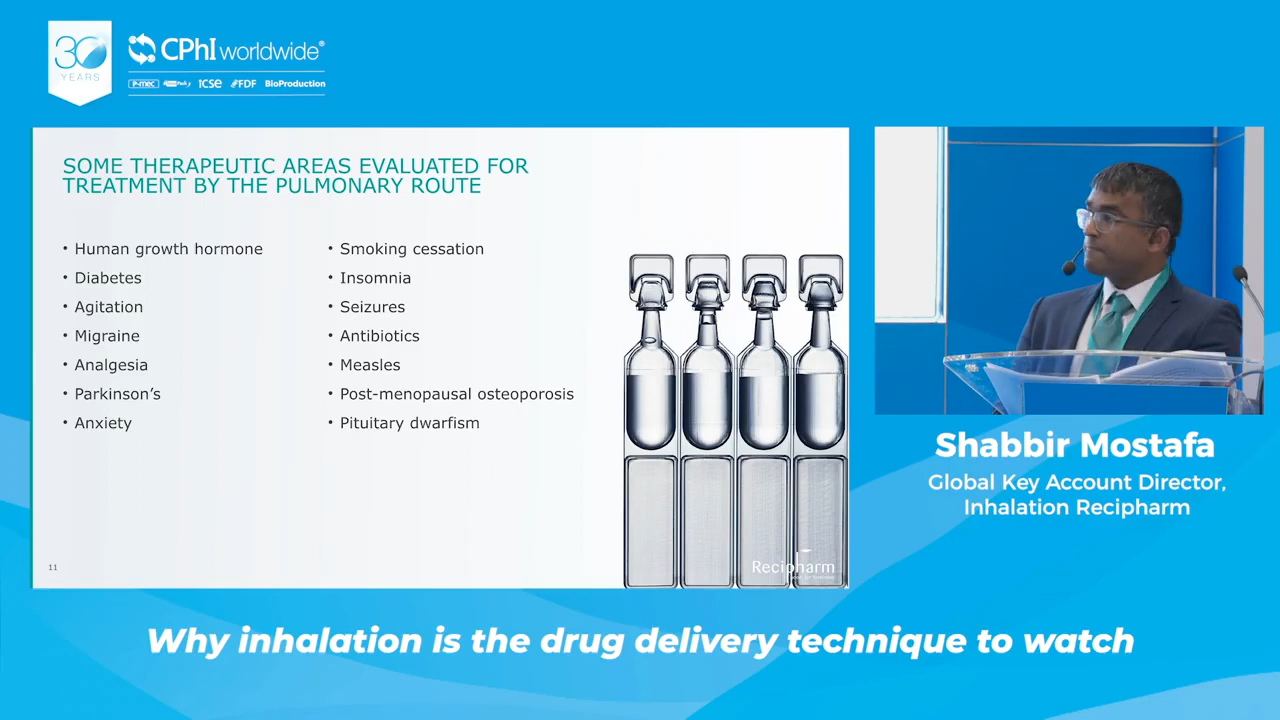 30
YEARS
CPhI worldwide®
P-MEC
iCSE
FDF
BioProduction
SOME THERAPEUTIC AREAS EVALUATED FOR
TREATMENT BY THE PULMONARY ROUTE
• Human growth hormone
• Diabetes
• Agitation
• Migraine
• Analgesia
• Parkinson’s
• Anxiety
• Smoking cessation
• Insomnia
• Seizures
• Antibiotics
• Measles
• Post-menopausal osteoporosis
• Pituitary dwarfism
11
Recipharm
Shabbir Mostafa
Global Key Account Director,
Inhalation Recipharm
Why inhalation is the drug delivery technique to watch